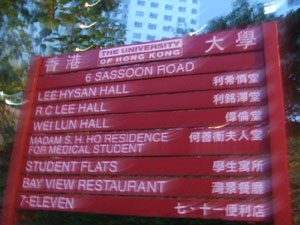 香港 THE UNIVERSITY OF HONG KONG 大學
6 SASSOON ROAD
LEE HYSAN HALL 利希慎堂
R.C LEE HALL 利銘澤堂
WEI LUN HALL 偉倫堂
MADAM S. H. HO RESIDENCE FOR MEDICAL STUDENT 何善衡夫人堂
STUDENT FLATS 學生寓所
BAY VIEW RESTAURANT 灣景餐廳
7-ELEVEN 七‧十一便利店